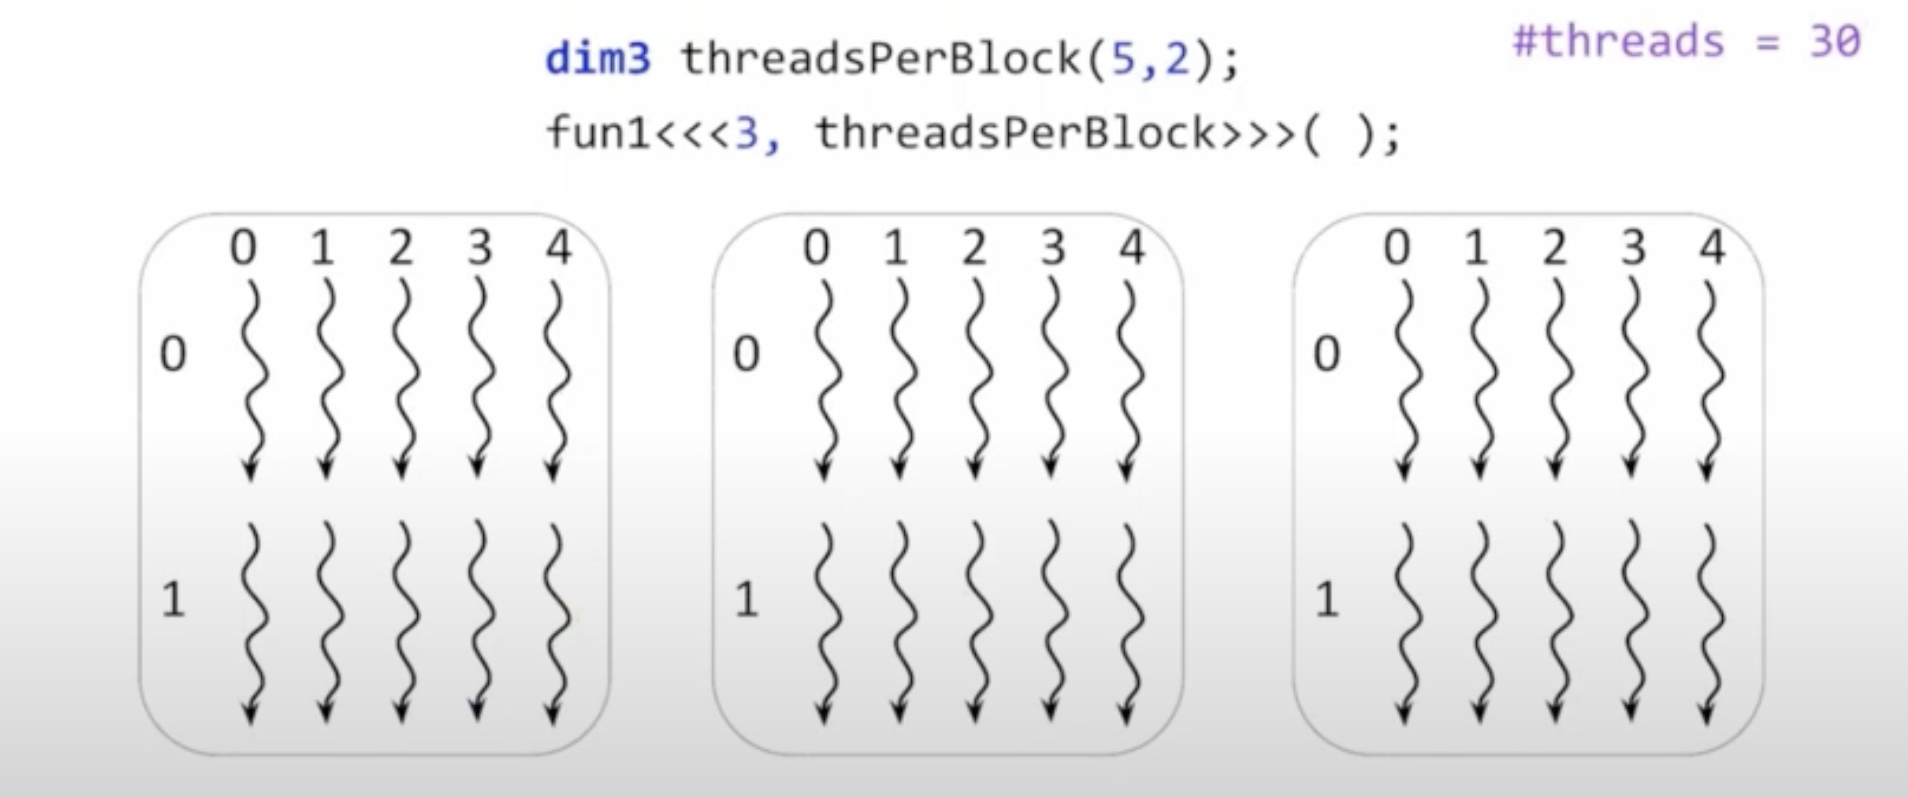 #threads = 30
dim3 threadsPerBlock(5,2);
fun1<<<3, threadsPerBlock>>>( );
0 1 2 3 4
0
1
0 1 2 3 4
0
1
0 1 2 3 4
0
1